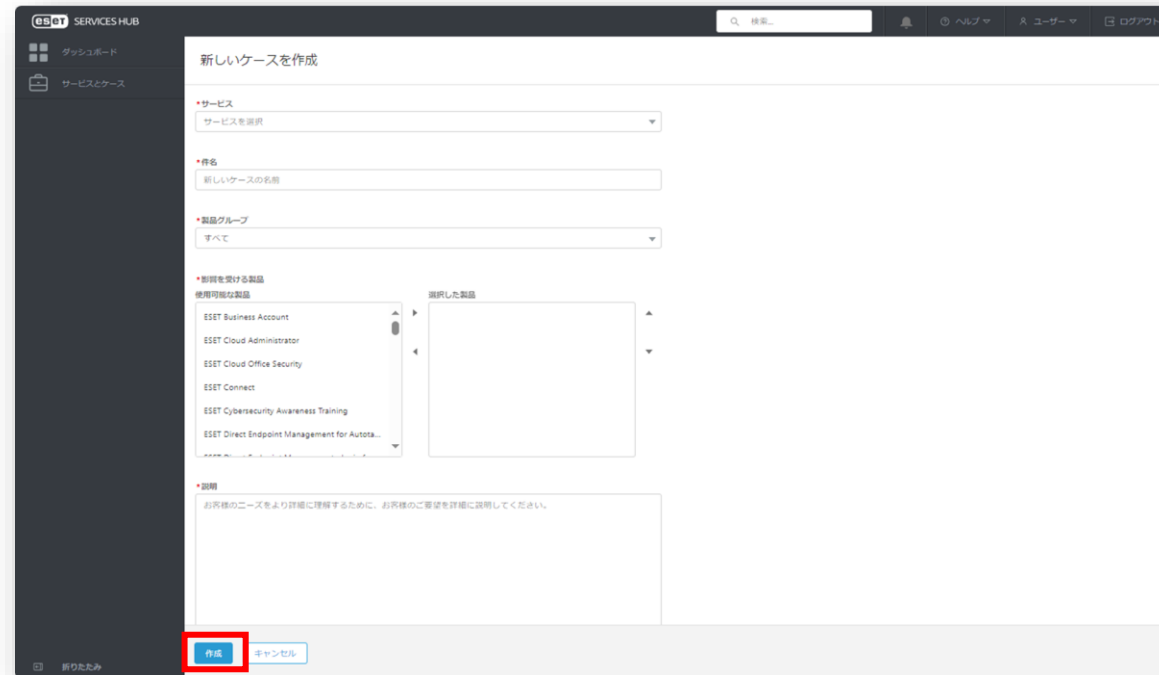 eset SERVICES HUB
検索...
ヘルプ
ユーザー
ログアウト
ダッシュボード
サービスとケース
新しいケースを作成
*サービス
サービスを選択
*件名
新しいケースの名前
*製品グループ
すべて
*影響を受ける製品
使用可能な製品
選択した製品
ESET Business Account
ESET Cloud Administrator
ESET Cloud Office Security
ESET Connect
ESET Cybersecurity Awareness Training
ESET Direct Endpoint Management for Autota...
*説明
お客様のニーズをより詳細に理解するために、お客様のご要望を詳細に説明してください。
作成
キャンセル
折りたたみ